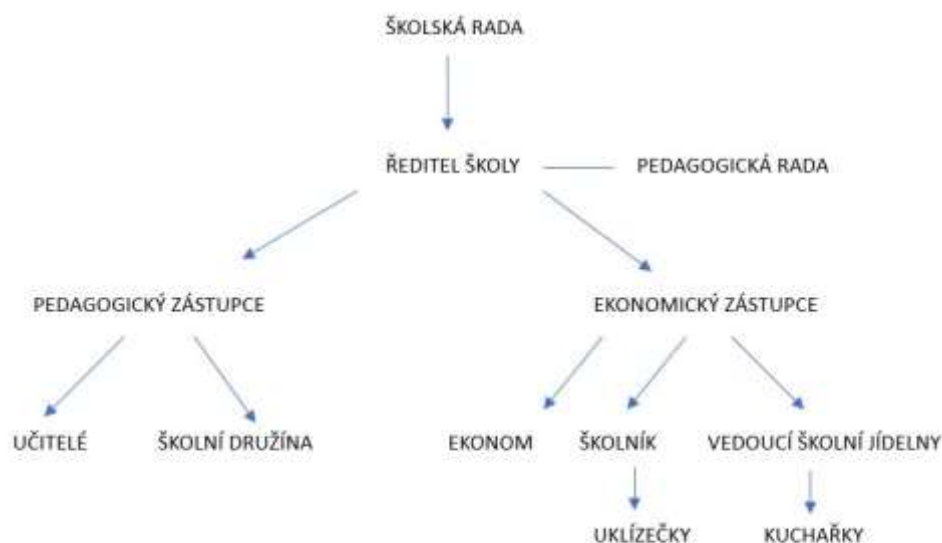 ŠKOLSKÁ RADA
ŘEDITEL ŠKOLY
PEDAGOGICKÁ RADA
PEDAGOGICKÝ ZÁSTUPCE
EKONOMICKÝ ZÁSTUPCE
UČITELÉ
ŠKOLNÍ DRUŽÍNA
EKONOM
ŠKOLNÍK
VEDOUCÍ ŠKOLNÍ JÍDELNY
UKLÍZEČKY
KUCHAŘKY